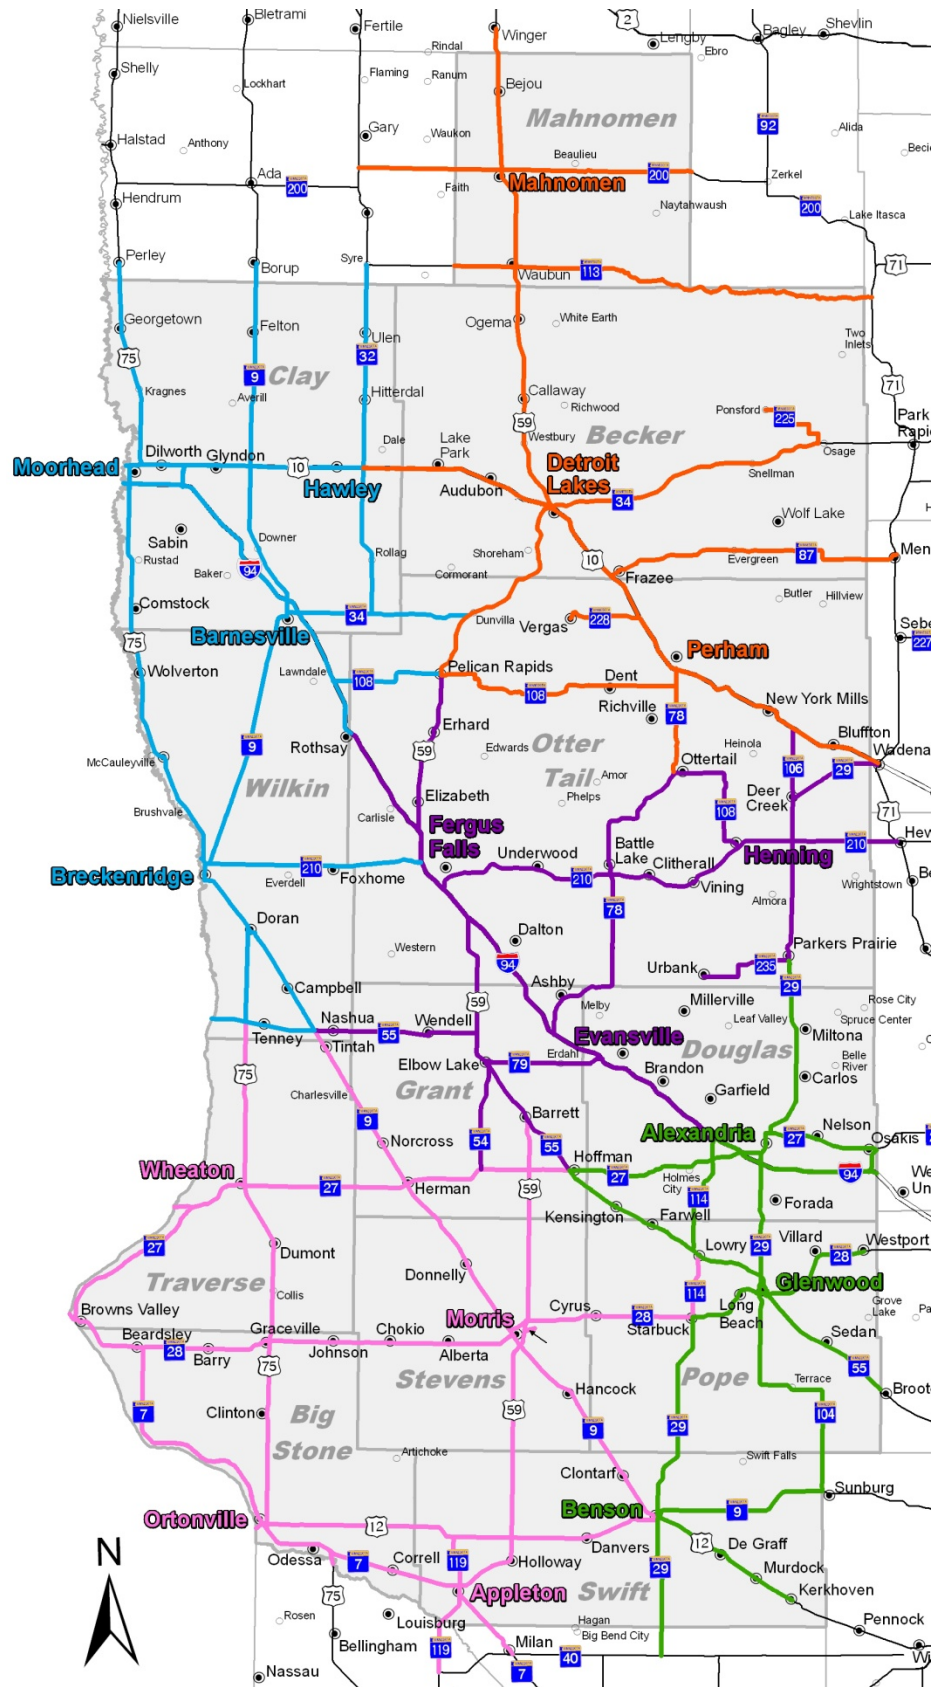 Nielsville
Bletrami
Fertile
Winger
2
Lengby
Bagley
Shevlin
Rindal
Ebro
Shelly
Lockhart
Flaming
Ranum
Bejou
Mahnomen
92
Alida
Halstad
Anthony
Gary
Waukon
Beaulieu
Becid
Ada
200
Mahnomen
200
Zerkel
Hendrum
Faith
Naytahwaush
200
Lake Itasca
Perley
Borup
Syre
Waubun
113
71
Georgetown
Felton
Ulen
Ogema
White Earth
Two
Inlets
75
32
9
Clay
Kragnes
Averill
Hitterdal
Callaway
Richwood
Ponsford
225
71
Park
Rapi
59
Westbury
Becker
Dale
Lake
Park
Osage
Moorhead
Dilworth
Glyndon
10
Hawley
Audubon
Detroit
Lakes
Snellman
34
Wolf Lake
Sabin
Downer
Rustad
Baker
94
Rollag
Shoreham
Cormorant
10
Frazee
Evergreen
87
Men
Comstock
34
Dunvilla
Vergas
228
Butler
Hillview
Sebe
227
75
Barnesville
Perham
Wolverton
Lawndale
108
Pelican Rapids
108
Dent
Richville
78
New York Mills
9
Rothsay
Erhard
59
Edwards
Otter
Tail
Heinola
Bluffton
Wadena
McCauleyville
Ottertail
106
29
Wilkin
Amor
Phelps
Deer
Creek
Brushvale
Carlisle
Elizabeth
108
71
Fergus
Falls
Battle
Lake
Henning
210
Hew
Breckenridge
210
Everdell
Foxhome
Underwood
210
Clitherall
Vining
Wrightstown
Be
Almora
78
Doran
Western
Dalton
94
Parkers Prairie
Urbank
235
29
Campbell
59
Ashby
Melby
Millerville
Leaf Valley
Rose City
Spruce Center
Nashua
Wendell
55
Tenney
Tintah
Evansville
Douglas
Miltona
Belle
River
75
Elbow Lake
79
Erdahl
Brandon
Carlos
Charlesville
Grant
Garfield
9
Barrett
Norcross
54
55
Alexandria
Nelson
27
Osakis
Wheaton
27
Herman
Hoffman
27
Holmes
City
94
We
Un
59
114
Forada
Kensington
Farwell
27
Dumont
Lowry
29
Villard
28
Westport
Traverse
Donnelly
Glenwood
Collis
114
Browns Valley
Morris
Cyrus
28
Starbuck
Long
Beach
Grove
Lake
Pa
Beardsley
28
Barry
Graceville
Johnson
Chokio
Alberta
Sedan
75
Stevens
Pope
55
Terrace
Broot
7
Clinton
Big
Stone
59
Hancock
9
29
104
Artichoke
Swift Falls
Clontarf
Sunburg
Ortonville
12
Benson
9
Danvers
12
De Graff
Odessa
7
Correll
119
Holloway
29
Murdock
Appleton
Swift
Kerkhoven
75
Rosen
Louisburg
Hagan
Big Bend City
Pennock
Bellingham
119
Milan
40
7
Nassau
N